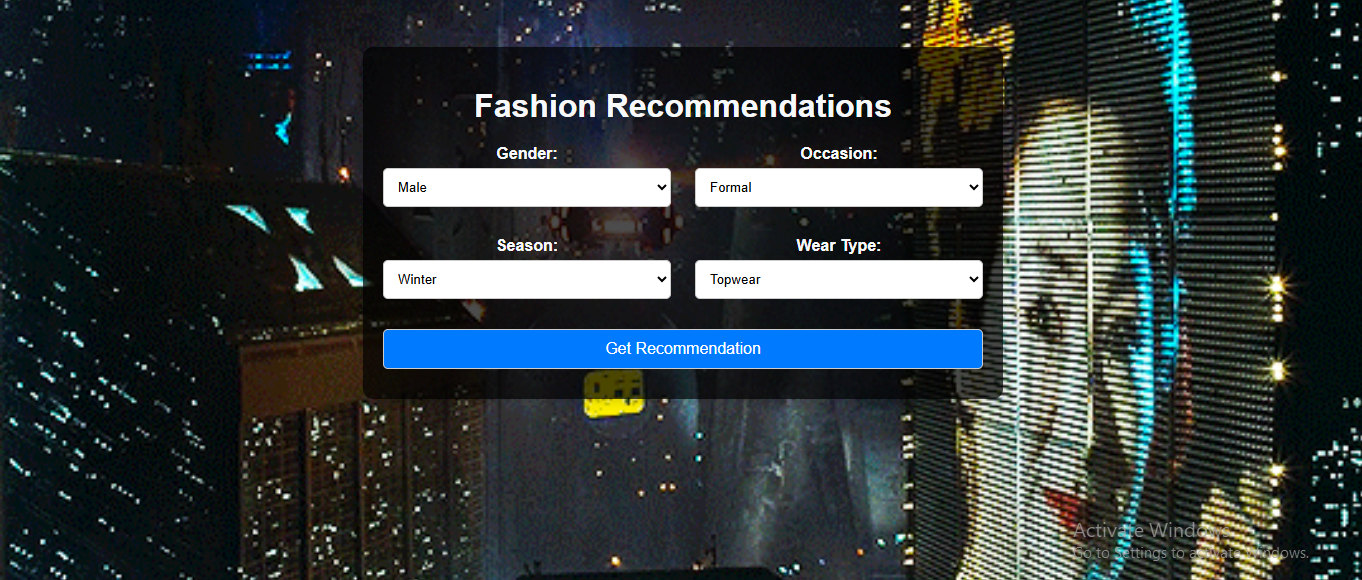 Fashion Recommendations
Gender: Occasion:
Male Formal
Season: Wear Type:
Winter Topwear
Get Recommendation
Activate Windows
Go to Settings to activate Windows.